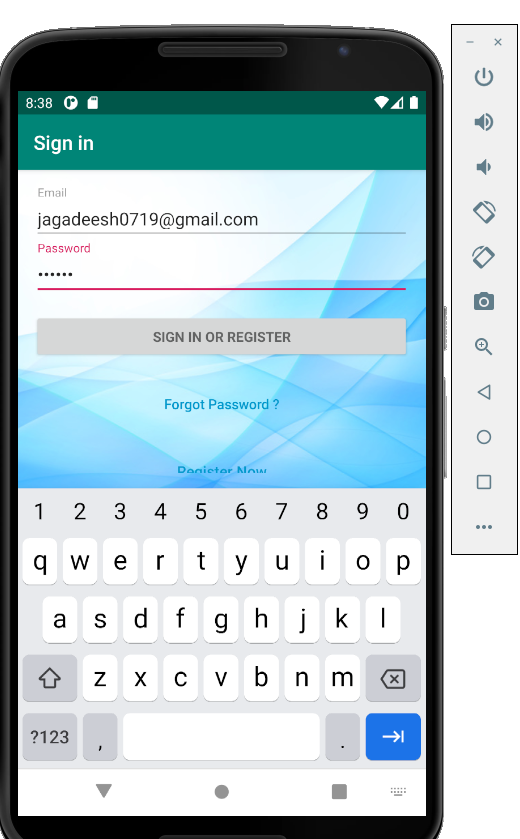 8:38
Sign in
Email
jagadeesh0719@gmail.com
Password
••••••
SIGN IN OR REGISTER
Forgot Password ?
Register Now
1 2 3 4 5 6 7 8 9 0
q w e r t y u i o p
a s d f g h j k l
z x c v b n m
?123 , .